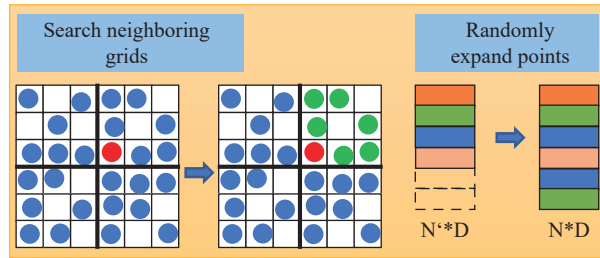 Search neighboring
grids
Randomly
expand points
N‘*D
N*D